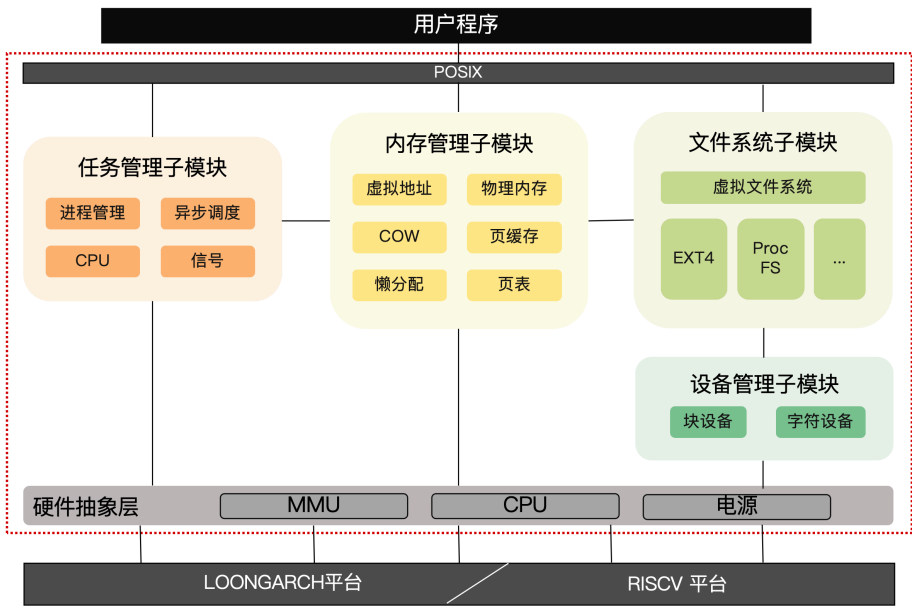 用户程序
POSIX
任务管理子模块
进程管理
异步调度
CPU
信号
内存管理子模块
虚拟地址
物理内存
COW
页缓存
懒分配
页表
文件系统子模块
虚拟文件系统
EXT4
Proc
FS
...
设备管理子模块
块设备
字符设备
硬件抽象层
MMU
CPU
电源
LOONGARCH平台
RISCV 平台